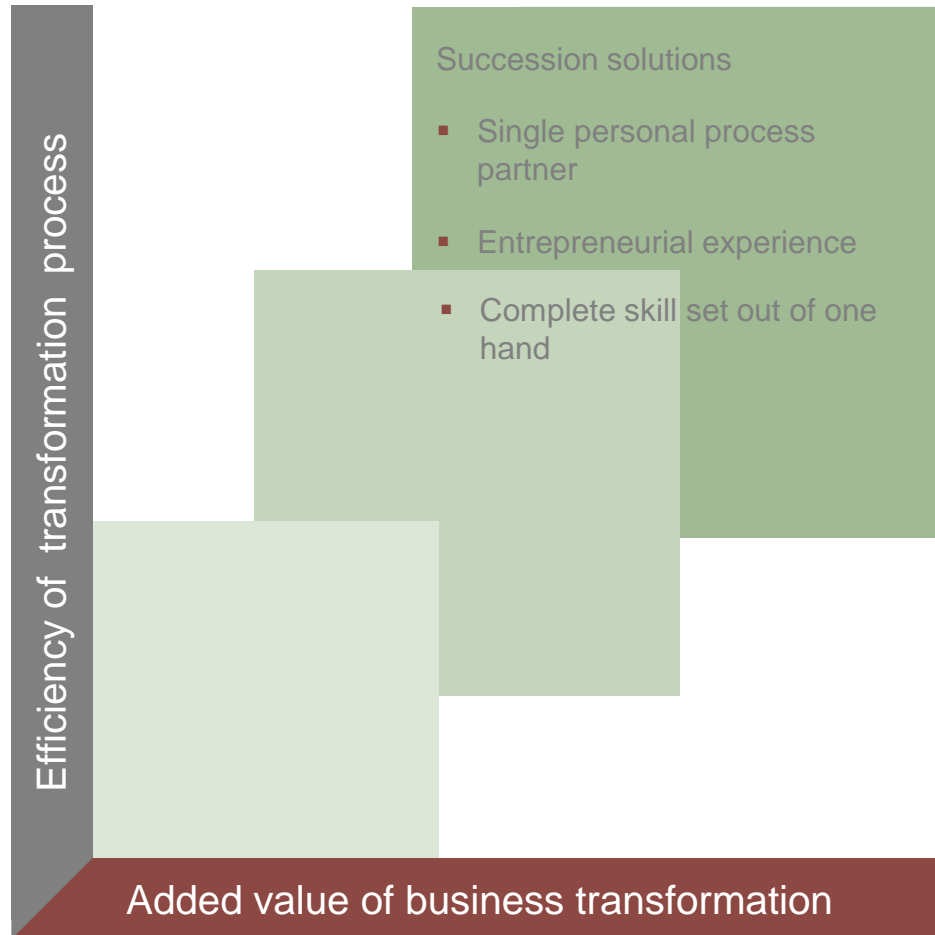 Succession solutions
▪ Single personal process
partner
▪ Entrepreneurial experience
▪ Complete skill set out of one
hand
Efficiency of transformation process
Added value of business transformation